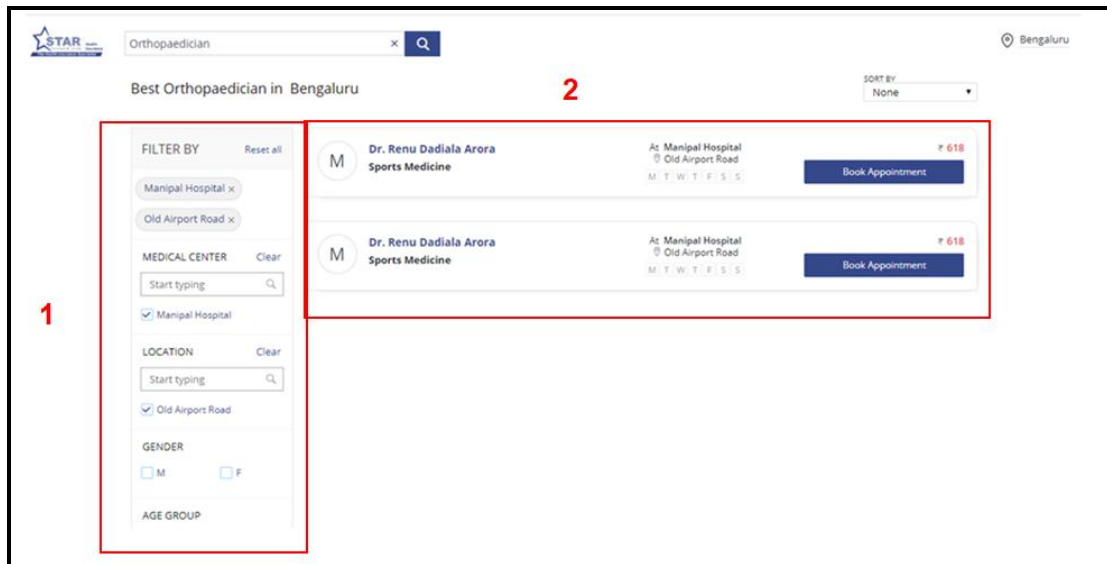 STAR Health
Orthopaedician ×
Bengaluru
Best Orthopaedician in Bengaluru
2
SORT BY
None
1
FILTER BY Reset all
Manipal Hospital ×
Old Airport Road ×
MEDICAL CENTER Clear
Start typing
Manipal Hospital
LOCATION Clear
Start typing
Old Airport Road
GENDER
M F
AGE GROUP
M
Dr. Renu Dadiala Arora
Sports Medicine
At Manipal Hospital
Old Airport Road
M T W T F S S
₹ 618
Book Appointment
M
Dr. Renu Dadiala Arora
Sports Medicine
At Manipal Hospital
Old Airport Road
M T W T F S S
₹ 618
Book Appointment